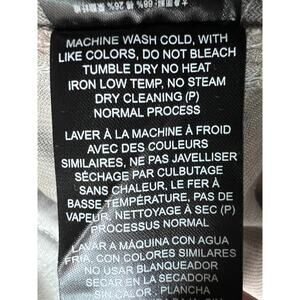 68% 26%
MACHINE WASH COLD, WITH
LIKE COLORS, DO NOT BLEACH
TUMBLE DRY NO HEAT
IRON LOW TEMP, NO STEAM
DRY CLEANING (P)
NORMAL PROCESS
LAVER À LA MACHINE À FROID
AVEC DES COULEURS
SIMILAIRES, NE PAS JAVELLISER
SÉCHAGE PAR CULBUTAGE
SANS CHALEUR, LE FER À
BASSE TEMPÉRATURE, PAS DE
VAPEUR, NETTOYAGE À SEC (P)
PROCESSUS NORMAL
LAVAR A MÁQUINA CON AGUA
FRÍA, CON COLORES SIMILARES
NO USAR BLANQUEADOR
SECAR EN LA SECADORA
SIN CALOR, PLANCHA